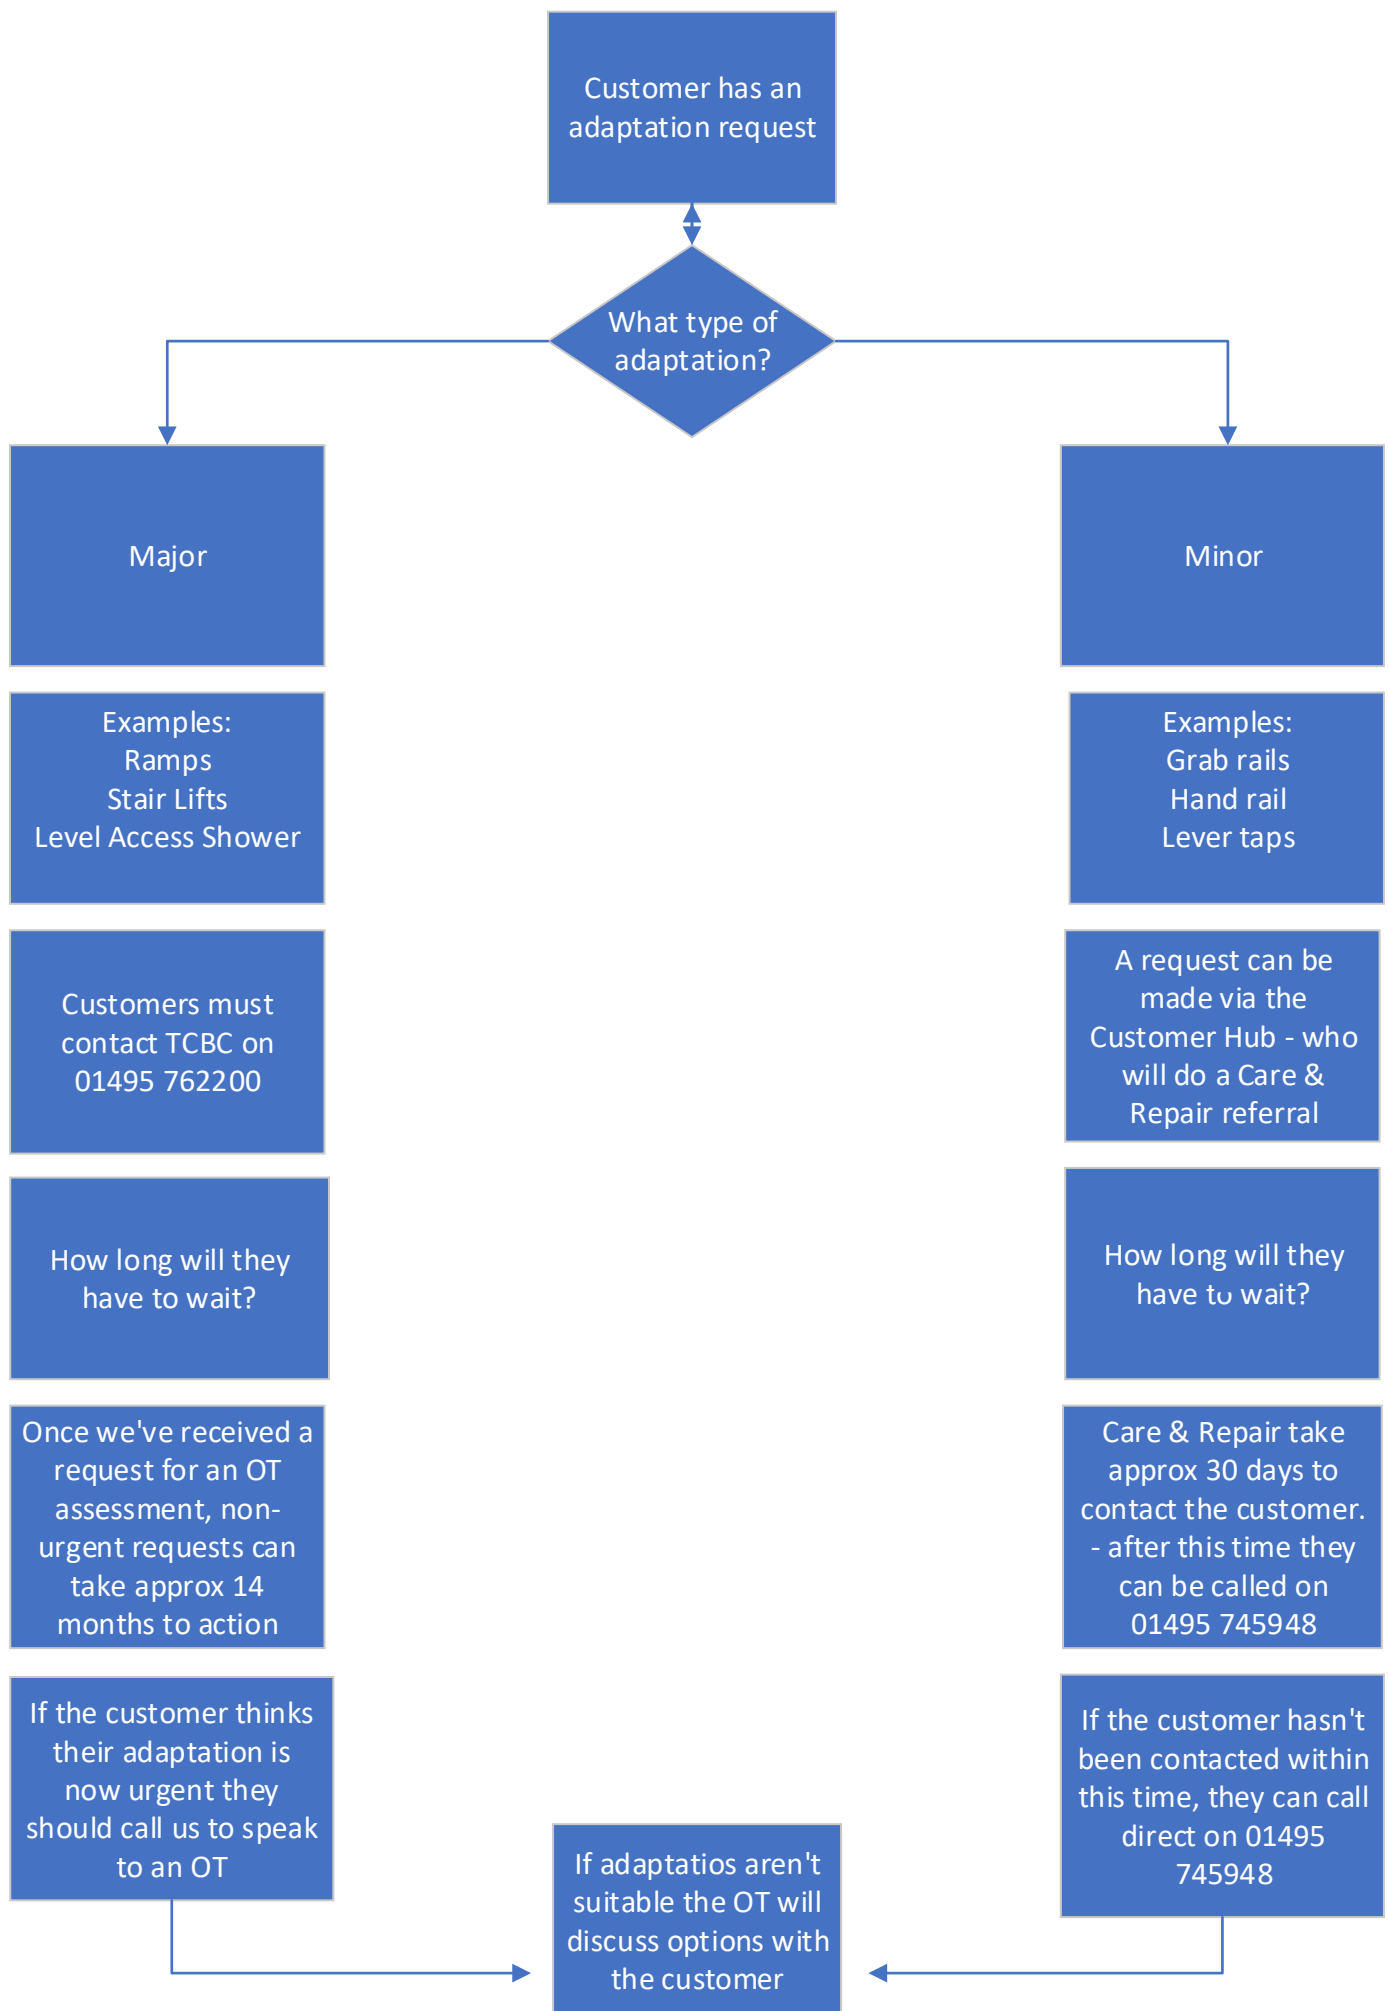 Customer has an
adaptation request
What type of
adaptation?
Major
Examples:
Ramps
Stair Lifts
Level Access Shower
Customers must
contact TCBC on
01495 762200
How long will they
have to wait?
Once we've received a
request for an OT
assessment, non-
urgent requests can
take approx 14
months to action
If the customer thinks
their adaptation is
now urgent they
should call us to speak
to an OT
Minor
Examples:
Grab rails
Hand rail
Lever taps
A request can be
made via the
Customer Hub - who
will do a Care &
Repair referral
How long will they
have to wait?
Care & Repair take
approx 30 days to
contact the customer.
- after this time they
can be called on
01495 745948
If the customer hasn't
been contacted within
this time, they can call
direct on 01495
745948
If adaptatios aren't
suitable the OT will
discuss options with
the customer